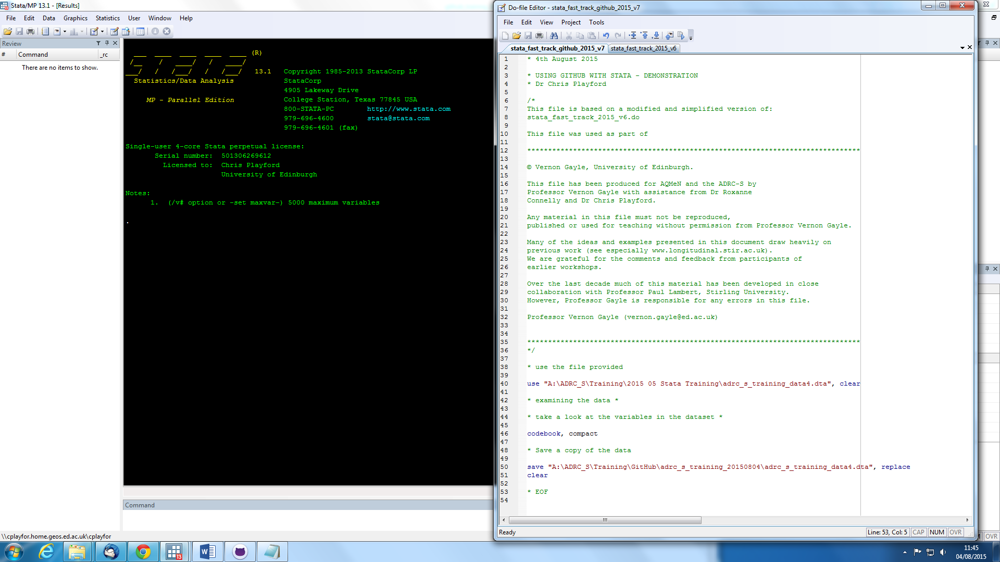 Stata/MP 13.1 - [Results]
File Edit Data Graphics Statistics User Window Help
Review
# Command _rc
There are no items to show.
(R)
STATA 13.1 Copyright 1985-2013 StataCorp LP
Statistics/Data Analysis StataCorp
4905 Lakeway Drive
MP - Parallel Edition College Station, Texas 77845 USA
800-STATA-PC http://www.stata.com
979-696-4600 stata@stata.com
979-696-4601 (fax)
Single-user 4-core Stata perpetual license:
Serial number: 501306269612
Licensed to: Chris Playford
University of Edinburgh
Notes:
1. (/v# option or -set maxvar-) 5000 maximum variables
.
Command
\\cplayfor.home.geos.ed.ac.uk\cplayfor
Do-file Editor - stata_fast_track_github_2015_v7
File Edit View Project Tools
stata_fast_track_github_2015_v7 stata_fast_track_2015_v6
1 * 4th August 2015
2
3 * USING GITHUB WITH STATA - DEMONSTRATION
4 * Dr Chris Playford
5
6 /*
7 This file is based on a modified and simplified version of:
8 stata_fast_track_2015_v6.do
9
10 This file was used as part of
11
12 ********************************************************************************
13
14 © Vernon Gayle, University of Edinburgh.
15
16 This file has been produced for AQMeN and the ADRC-S by
17 Professor Vernon Gayle with assistance from Dr Roxanne
18 Connelly and Dr Chris Playford.
19
20 Any material in this file must not be reproduced,
21 published or used for teaching without permission from Professor Vernon Gayle.
22
23 Many of the ideas and examples presented in this document draw heavily on
24 previous work (see especially www.longitudinal.stir.ac.uk).
25 We are grateful for the comments and feedback from participants of
26 earlier workshops.
27
28 Over the last decade much of this material has been developed in close
29 collaboration with Professor Paul Lambert, Stirling University.
30 However, Professor Gayle is responsible for any errors in this file.
31
32 Professor Vernon Gayle (vernon.gayle@ed.ac.uk)
33
34
35 ********************************************************************************
36 */
37
38 * use the file provided
39
40 use "A:\ADRC_S\Training\2015 05 Stata Training\adrc_s_training_data4.dta", clear
41
42 * examining the data *
43
44 * take a look at the variables in the dataset *
45
46 codebook, compact
47
48 * Save a copy of the data
49
50 save "A:\ADRC_S\Training\GitHub\adrc_s_training_20150804\adrc_s_training_data4.dta", replace
51 clear
52
53 * EOF
54
Ready Line: 53, Col: 5 CAP NUM OVR
OVR
13
11:45
04/08/2015